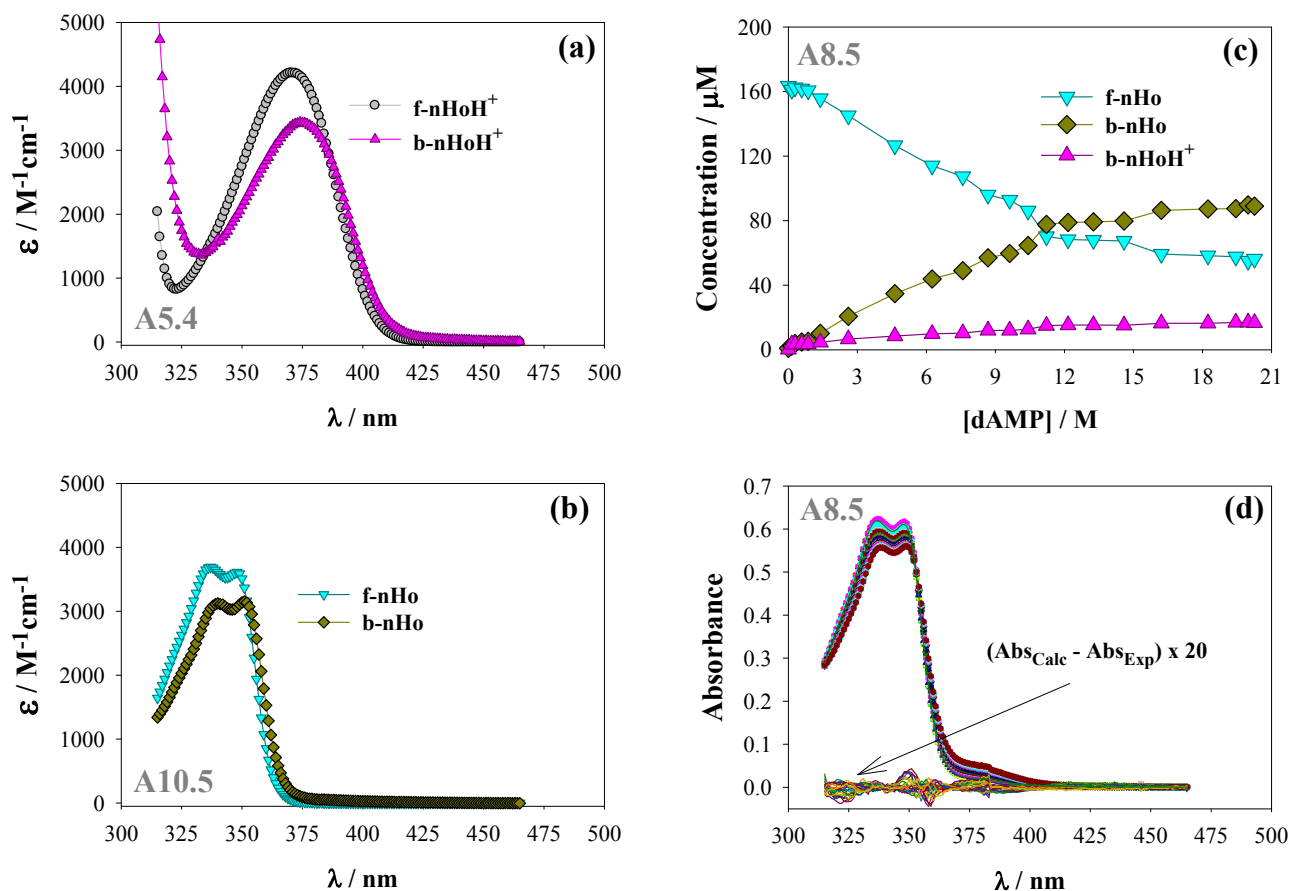 (a)
5000
4000
3000
2000
1000
0
ε / M⁻¹cm⁻¹
f-nHoH⁺
b-nHoH⁺
A5.4
300 325 350 375 400 425 450 475 500
λ / nm
(b)
5000
4000
3000
2000
1000
0
ε / M⁻¹cm⁻¹
f-nHo
b-nHo
A10.5
300 325 350 375 400 425 450 475 500
λ / nm
(c)
A8.5
200
160
120
80
40
0
Concentration / μM
f-nHo
b-nHo
b-nHoH⁺
0 3 6 9 12 15 18 21
[dAMP] / M
(d)
A8.5
0.7
0.6
0.5
0.4
0.3
0.2
0.1
0.0
Absorbance
(Abs_Calc - Abs_Exp) x 20
300 325 350 375 400 425 450 475 500
λ / nm